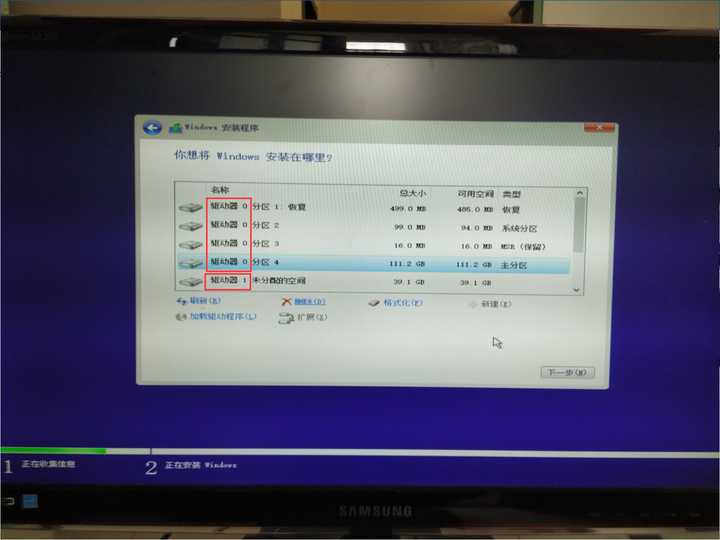 Windows 安装程序
你想将 Windows 安装在哪里?
名称 总大小 可用空间 类型
驱动器 0 分区 1: 恢复 499.0 MB 485.0 MB 恢复
驱动器 0 分区 2 99.0 MB 94.0 MB 系统分区
驱动器 0 分区 3 16.0 MB 16.0 MB MSR (保留)
驱动器 0 分区 4 111.2 GB 111.2 GB 主分区
驱动器 1 未分配的空间 39.1 GB 39.1 GB
刷新(R) 删除(D) 格式化(F) 新建(E)
加载驱动程序(L) 扩展(X)
下一步(N)
1 正在收集信息 2 正在安装 Windows
SAMSUNG